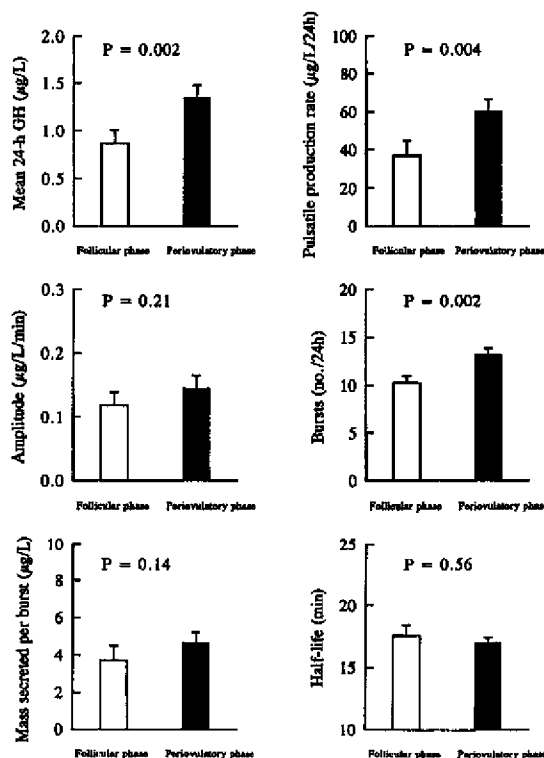 Mean 24-h GH (µg/L)
P = 0.002
2.0
1.5
1.0
0.5
0.0
Follicular phase Periovulatory phase
Pulsatile production rate (µg/L/24h)
P = 0.004
100
80
60
40
20
0
Follicular phase Periovulatory phase
Amplitude (µg/L/min)
P = 0.21
0.3
0.2
0.1
0.0
Follicular phase Periovulatory phase
Bursts (no./24h)
P = 0.002
20
15
10
5
0
Follicular phase Periovulatory phase
Mass secreted per burst (µg/L)
P = 0.14
10
8
6
4
2
0
Follicular phase Periovulatory phase
Half-life (min)
P = 0.56
25
20
15
10
Follicular phase Periovulatory phase